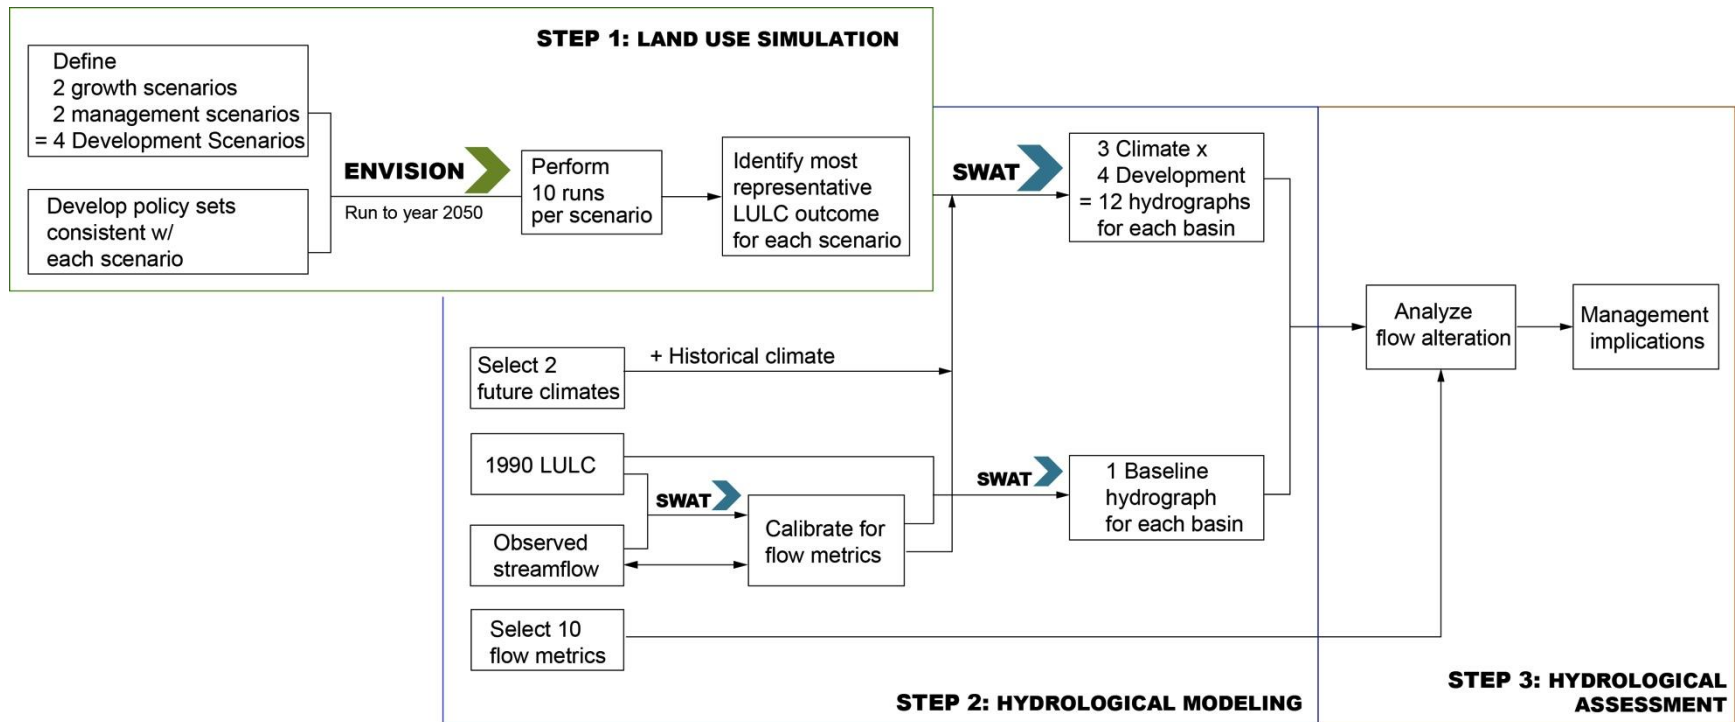 STEP 1: LAND USE SIMULATION
Define
2 growth scenarios
2 management scenarios
= 4 Development Scenarios
Develop policy sets
consistent w/
each scenario
ENVISION
Run to year 2050
Perform
10 runs
per scenario
Identify most
representative
LULC outcome
for each scenario
SWAT
3 Climate x
4 Development
= 12 hydrographs
for each basin
Select 2
future climates
+ Historical climate
1990 LULC
Observed
streamflow
SWAT
Calibrate for
flow metrics
SWAT
1 Baseline
hydrograph
for each basin
Select 10
flow metrics
STEP 2: HYDROLOGICAL MODELING
Analyze
flow alteration
Management
implications
STEP 3: HYDROLOGICAL
ASSESSMENT